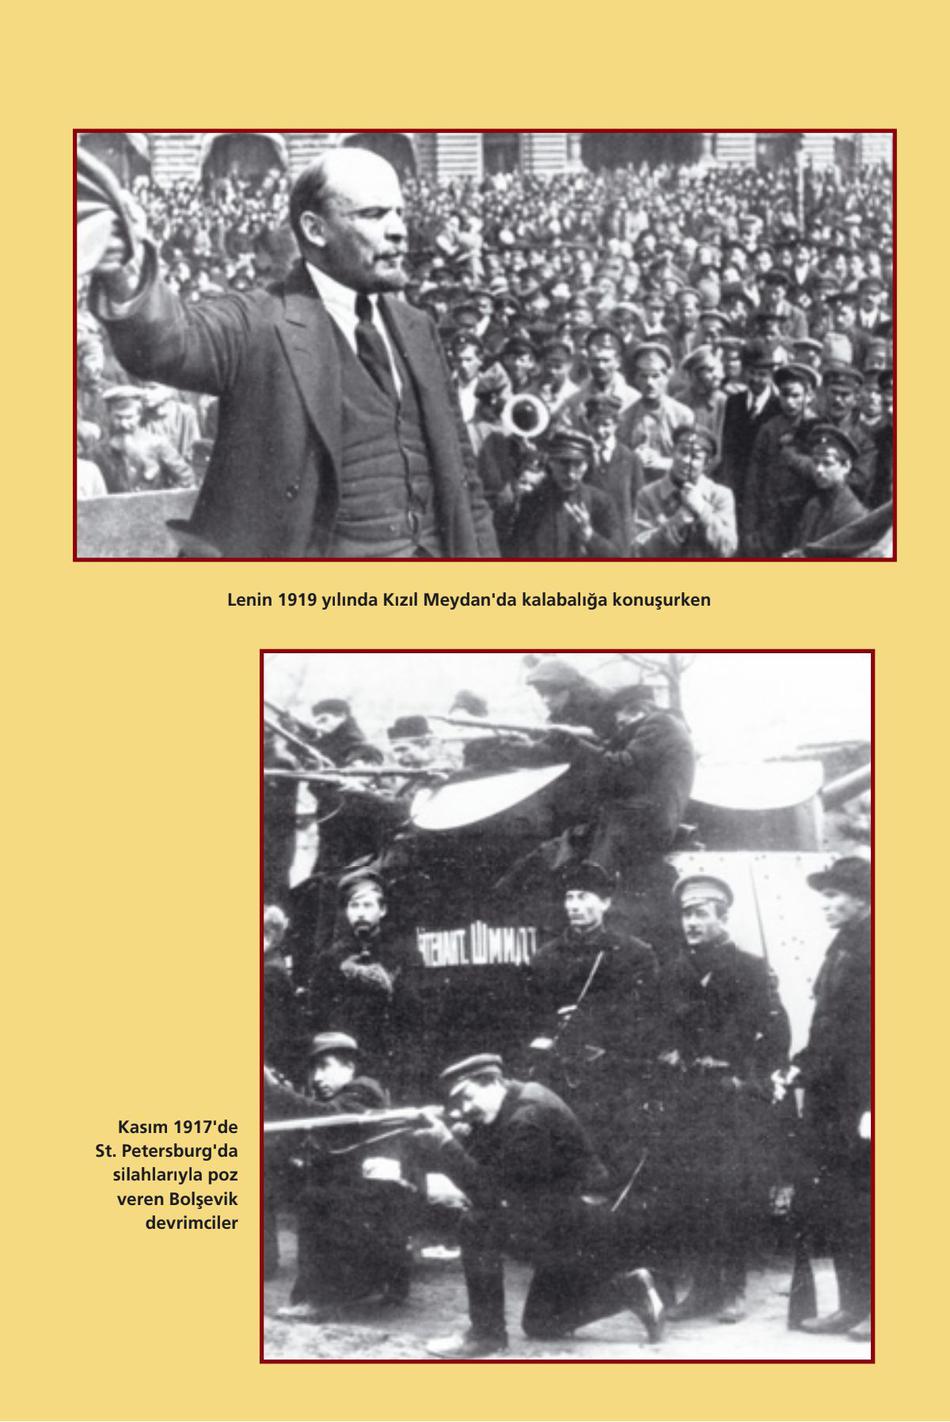 Lenin 1919 yılında Kızıl Meydan'da kalabalığa konuşurken
Kasım 1917'de
St. Petersburg'da
silahlarıyla poz
veren Bolşevik
devrimciler
ШМИДТ